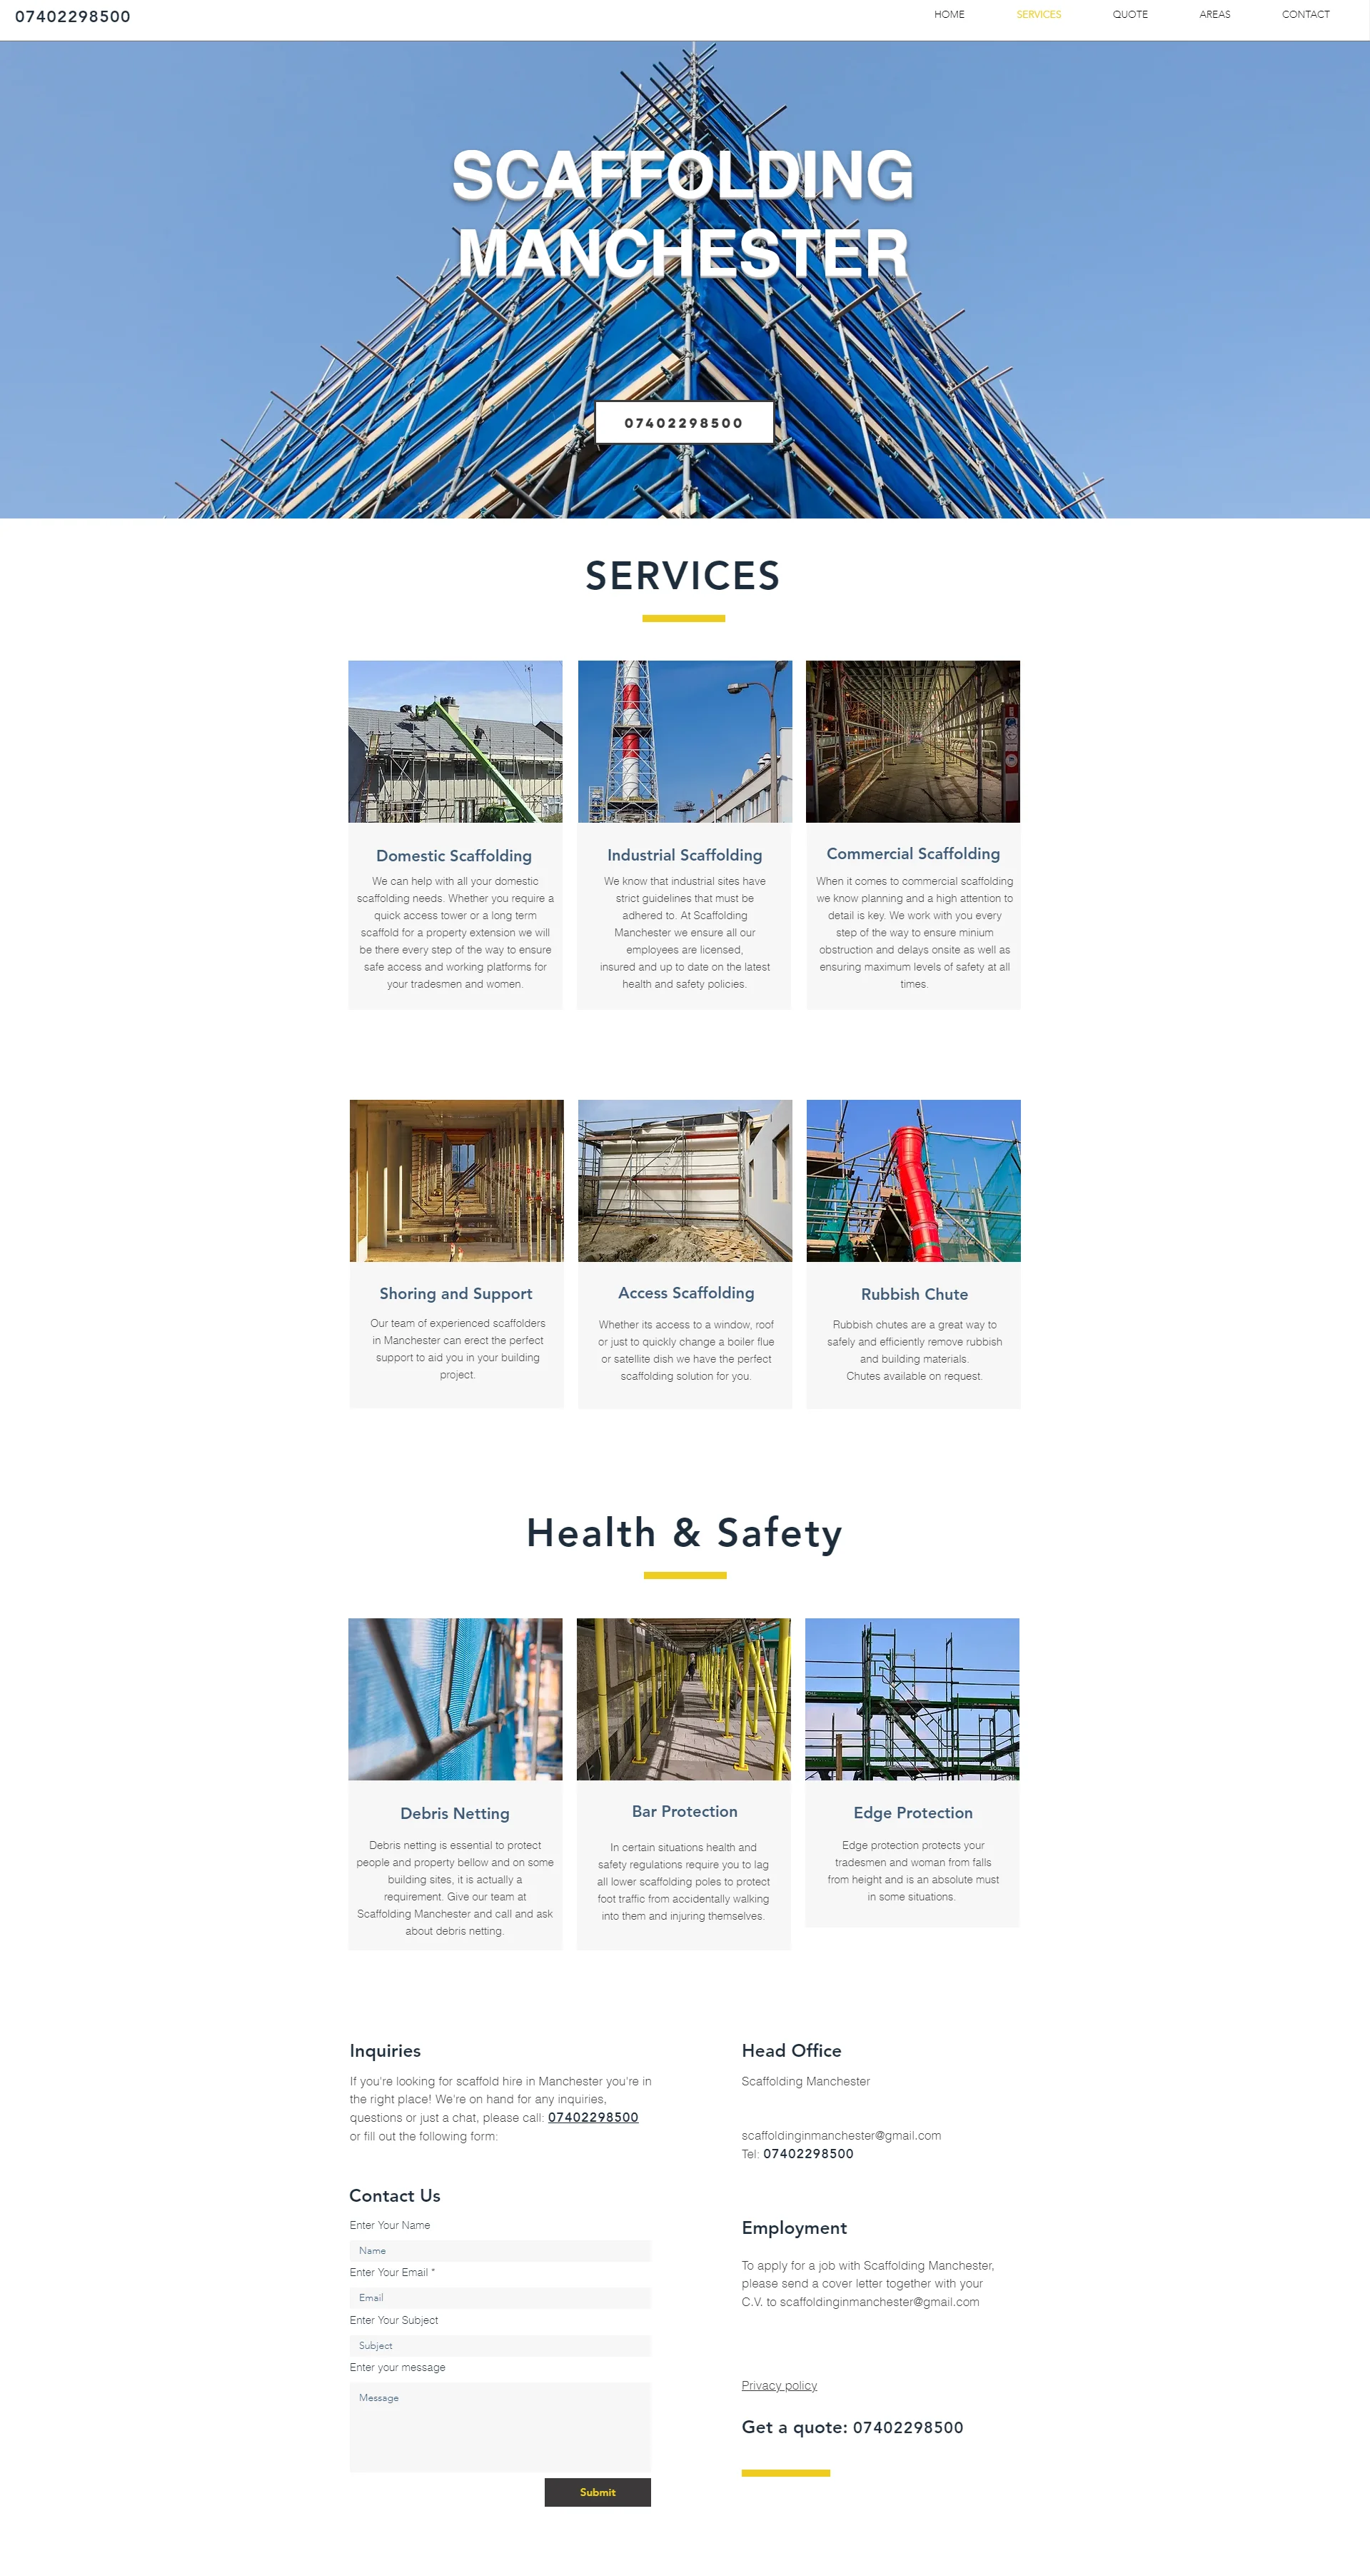 07402298500
HOME
SERVICES
QUOTE
AREAS
CONTACT
SCAFFOLDING
MANCHESTER
07402298500
SERVICES
Domestic Scaffolding
We can help with all your domestic
scaffolding needs. Whether you require a
quick access tower or a long term
scaffold for a property extension we will
be there every step of the way to ensure
safe access and working platforms for
your tradesmen and women.
Industrial Scaffolding
We know that industrial sites have
strict guidelines that must be
adhered to. At Scaffolding
Manchester we ensure all our
employees are licensed,
insured and up to date on the latest
health and safety policies.
Commercial Scaffolding
When it comes to commercial scaffolding
we know planning and a high attention to
detail is key. We work with you every
step of the way to ensure minium
obstruction and delays onsite as well as
ensuring maximum levels of safety at all
times.
Shoring and Support
Our team of experienced scaffolders
in Manchester can erect the perfect
support to aid you in your building
project.
Access Scaffolding
Whether its access to a window, roof
or just to quickly change a boiler flue
or satellite dish we have the perfect
scaffolding solution for you.
Rubbish Chute
Rubbish chutes are a great way to
safely and efficiently remove rubbish
and building materials.
Chutes available on request.
Health & Safety
Debris Netting
Debris netting is essential to protect
people and property bellow and on some
building sites, it is actually a
requirement. Give our team at
Scaffolding Manchester and call and ask
about debris netting.
Bar Protection
In certain situations health and
safety regulations require you to lag
all lower scaffolding poles to protect
foot traffic from accidentally walking
into them and injuring themselves.
Edge Protection
Edge protection protects your
tradesmen and woman from falls
from height and is an absolute must
in some situations.
Inquiries
If you're looking for scaffold hire in Manchester you're in
the right place! We're on hand for any inquiries,
questions or just a chat, please call: 07402298500
or fill out the following form:
Contact Us
Enter Your Name
Name
Enter Your Email *
Email
Enter Your Subject
Subject
Enter your message
Message
Submit
Head Office
Scaffolding Manchester
scaffoldinginmanchester@gmail.com
Tel: 07402298500
Employment
To apply for a job with Scaffolding Manchester,
please send a cover letter together with your
C.V. to scaffoldinginmanchester@gmail.com
Privacy policy
Get a quote: 07402298500